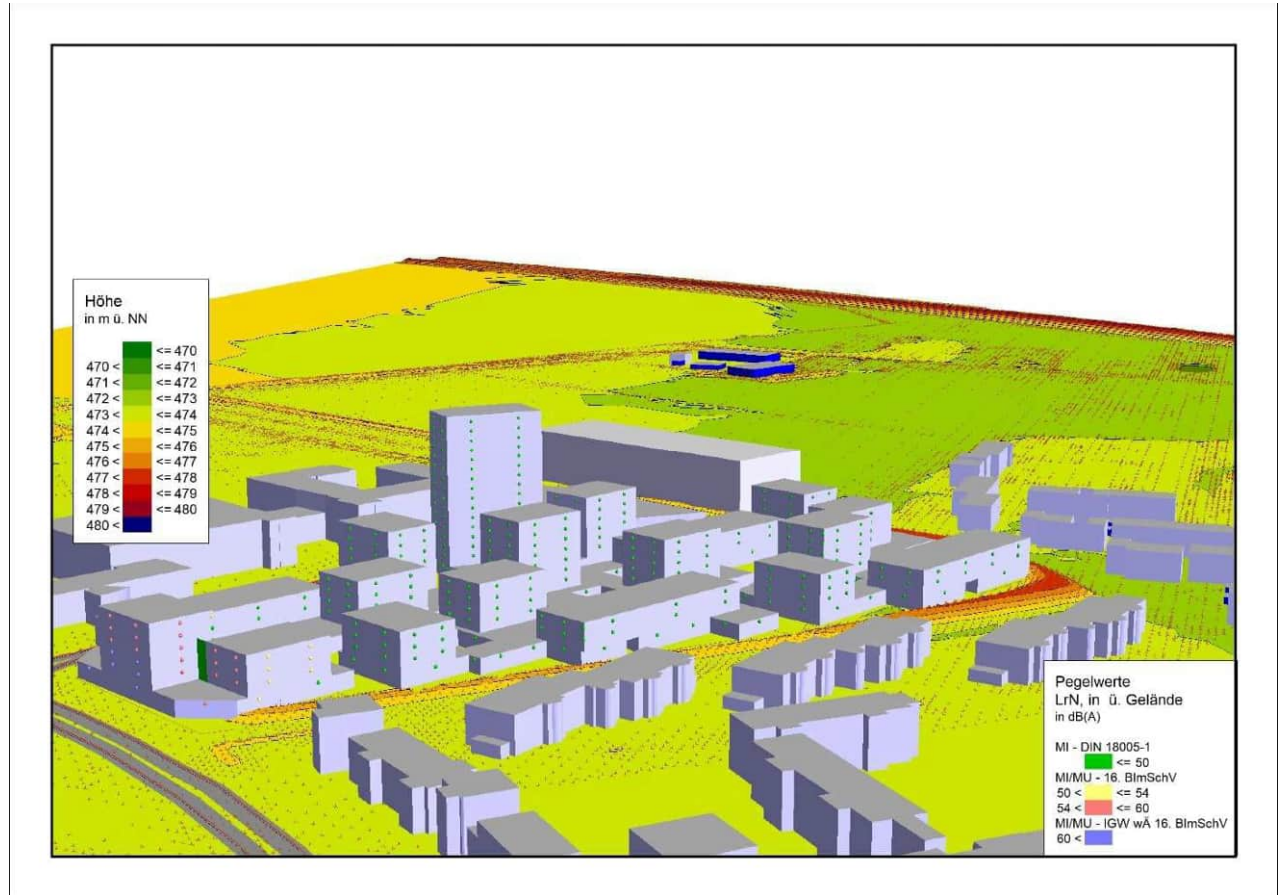 Höhe
in m ü. NN
<= 470
470 < <= 471
471 < <= 472
472 < <= 473
473 < <= 474
474 < <= 475
475 < <= 476
476 < <= 477
477 < <= 478
478 < <= 479
479 < <= 480
480 <
Pegelwerte
LrN, in ü. Gelände
in dB(A)
MI - DIN 18005-1
<= 50
MI/MU - 16. BImSchV
50 < <= 54
54 < <= 60
MI/MU - IGW wÄ 16. BImSchV
60 <